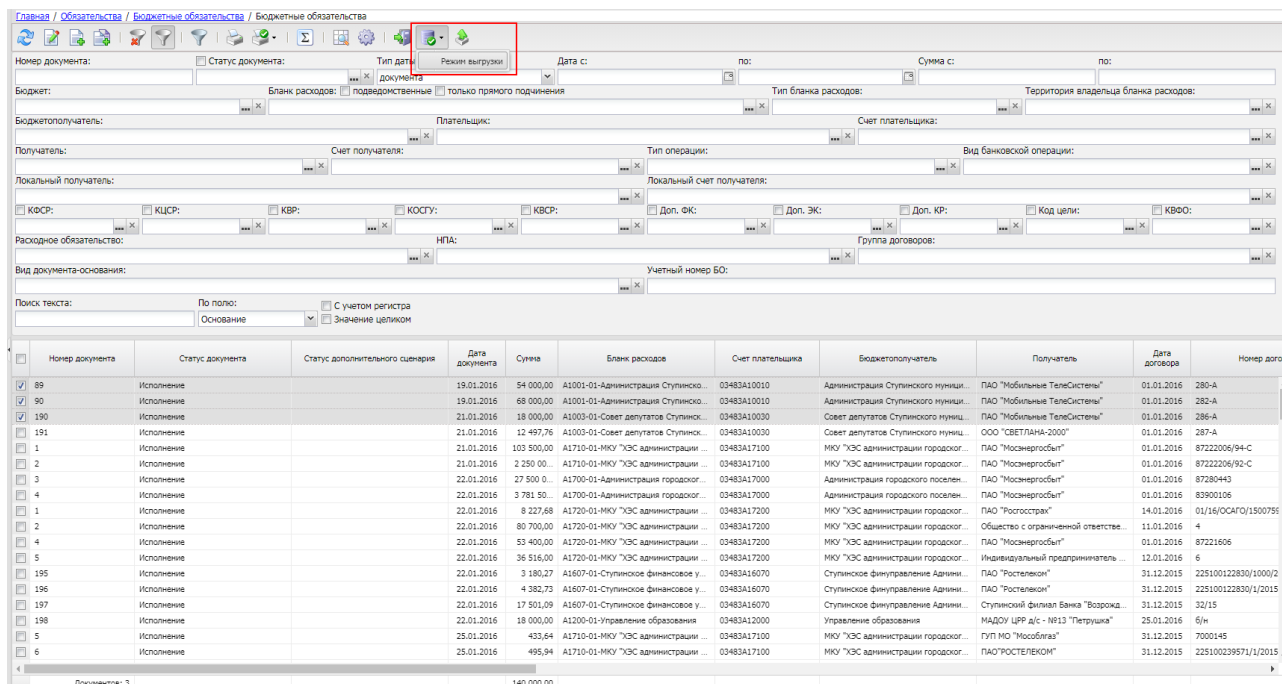 Главная / Обязательства / Бюджетные обязательства / Бюджетные обязательства
Режим выгрузки
Номер документа: Статус документа: Тип даты Дата с: по: Сумма с: по:
документа
Бюджет: Бланк расходов: подведомственные только прямого подчинения Тип бланка расходов: Территория владельца бланка расходов:
Бюджетополучатель: Плательщик: Счет плательщика:
Получатель: Счет получателя: Тип операции: Вид банковской операции:
Локальный получатель: Локальный счет получателя:
КФСР: КЦСР: КВР: КОСГУ: КВСР: Доп. ФК: Доп. ЭК: Доп. КР: Код цели: КВФО:
Расходное обязательство: НПА: Группа договоров:
Вид документа-основания: Учетный номер БО:
Поиск текста: По полю: С учетом регистра
Основание Значение целиком
Номер документа Статус документа Статус дополнительного сценария Дата документа Сумма Бланк расходов Счет плательщика Бюджетополучатель Получатель Дата договора Номер дого
89 Исполнение 19.01.2016 54 000,00 А1001-01-Администрация Ступинско... 03483А10010 Администрация Ступинского муници... ПАО "Мобильные ТелеСистемы" 01.01.2016 280-А
90 Исполнение 19.01.2016 68 000,00 А1001-01-Администрация Ступинско... 03483А10010 Администрация Ступинского муници... ПАО "Мобильные ТелеСистемы" 01.01.2016 282-А
190 Исполнение 21.01.2016 18 000,00 А1003-01-Совет депутатов Ступинск... 03483А10030 Совет депутатов Ступинского муниц... ПАО "Мобильные ТелеСистемы" 01.01.2016 286-А
191 Исполнение 21.01.2016 12 497,76 А1003-01-Совет депутатов Ступинск... 03483А10030 Совет депутатов Ступинского муниц... ООО "СВЕТЛАНА-2000" 01.01.2016 287-А
1 Исполнение 21.01.2016 103 500,00 А1710-01-МКУ "ХЭС администрации ... 03483А17100 МКУ "ХЭС администрации городског... ПАО "Мосэнергосбыт" 01.01.2016 87222006/94-С
2 Исполнение 21.01.2016 2 250 00... А1710-01-МКУ "ХЭС администрации ... 03483А17100 МКУ "ХЭС администрации городског... ПАО "Мосэнергосбыт" 01.01.2016 87222206/92-С
3 Исполнение 22.01.2016 27 500 0... А1700-01-Администрация городског... 03483А17000 Администрация городского поселен... ПАО "Мосэнергосбыт" 01.01.2016 87280443
4 Исполнение 22.01.2016 3 781 50... А1700-01-Администрация городског... 03483А17000 Администрация городского поселен... ПАО "Мосэнергосбыт" 01.01.2016 83900106
1 Исполнение 22.01.2016 8 227,68 А1720-01-МКУ "ХЭС администрации ... 03483А17200 МКУ "ХЭС администрации городског... ПАО "Росгосстрах" 14.01.2016 01/16/ОСАГО/1500759
2 Исполнение 22.01.2016 80 700,00 А1720-01-МКУ "ХЭС администрации ... 03483А17200 МКУ "ХЭС администрации городског... Общество с ограниченной ответстве... 11.01.2016 4
4 Исполнение 22.01.2016 53 400,00 А1720-01-МКУ "ХЭС администрации ... 03483А17200 МКУ "ХЭС администрации городског... ПАО "Мосэнергосбыт" 01.01.2016 87221606
5 Исполнение 22.01.2016 36 516,00 А1720-01-МКУ "ХЭС администрации ... 03483А17200 МКУ "ХЭС администрации городског... Индивидуальный предприниматель ... 12.01.2016 6
195 Исполнение 22.01.2016 3 180,27 А1607-01-Ступинское финансовое у... 03483А16070 Ступинское финуправление Админи... ПАО "Ростелеком" 31.12.2015 225100122830/1000/2
196 Исполнение 22.01.2016 4 382,73 А1607-01-Ступинское финансовое у... 03483А16070 Ступинское финуправление Админи... ПАО "Ростелеком" 31.12.2015 225100122830/1/2015
197 Исполнение 22.01.2016 17 501,09 А1607-01-Ступинское финансовое у... 03483А16070 Ступинское финуправление Админи... Ступинский филиал Банка "Возрожд... 31.12.2015 32/15
198 Исполнение 22.01.2016 18 000,00 А1200-01-Управление образования 03483А12000 Управление образования МАДОУ ЦРР д/с - №13 "Петрушка" 25.01.2016 б/н
5 Исполнение 25.01.2016 433,64 А1710-01-МКУ "ХЭС администрации ... 03483А17100 МКУ "ХЭС администрации городског... ГУП МО "Мособлгаз" 31.12.2015 7000145
6 Исполнение 25.01.2016 495,94 А1710-01-МКУ "ХЭС администрации ... 03483А17100 МКУ "ХЭС администрации городског... ПАО"РОСТЕЛЕКОМ" 31.12.2015 225100239571/1/2015
Документов: 3 140 000,00